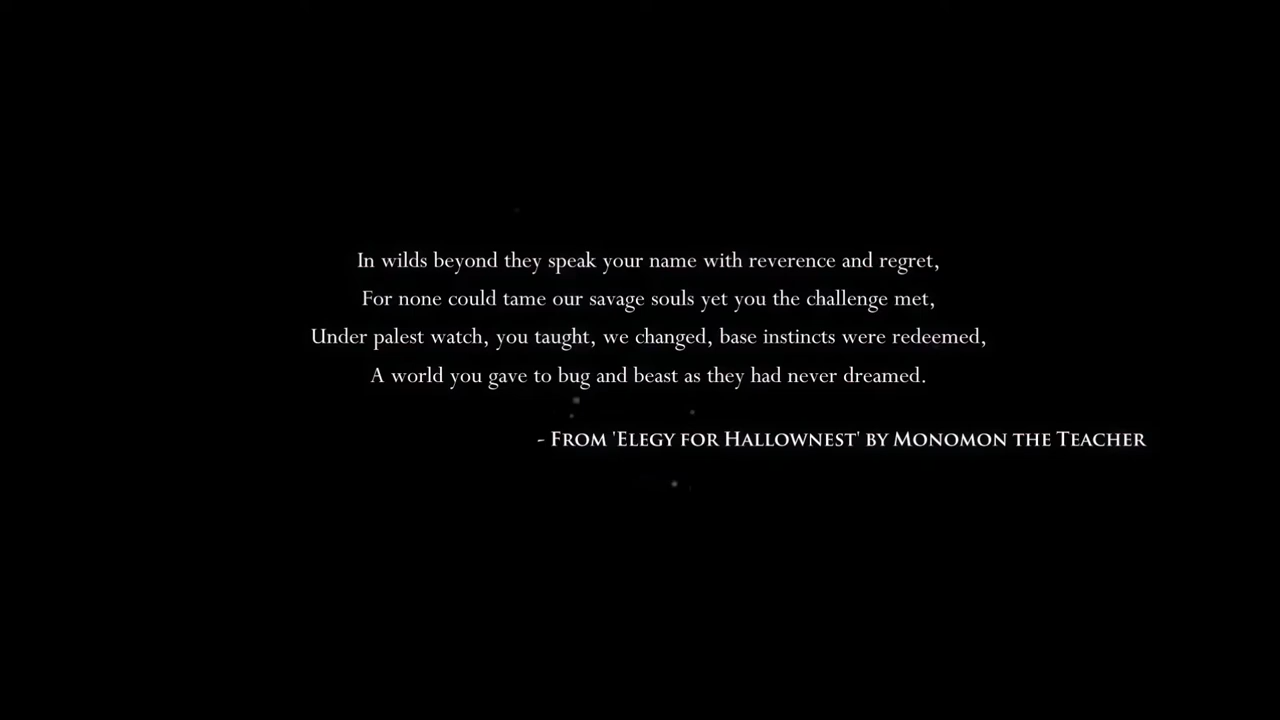 In wilds beyond they speak your name with reverence and regret,
For none could tame our savage souls yet you the challenge met,
Under palest watch, you taught, we changed, base instincts were redeemed,
A world you gave to bug and beast as they had never dreamed.
- From 'Elegy for Hallownest' by Monomon the Teacher